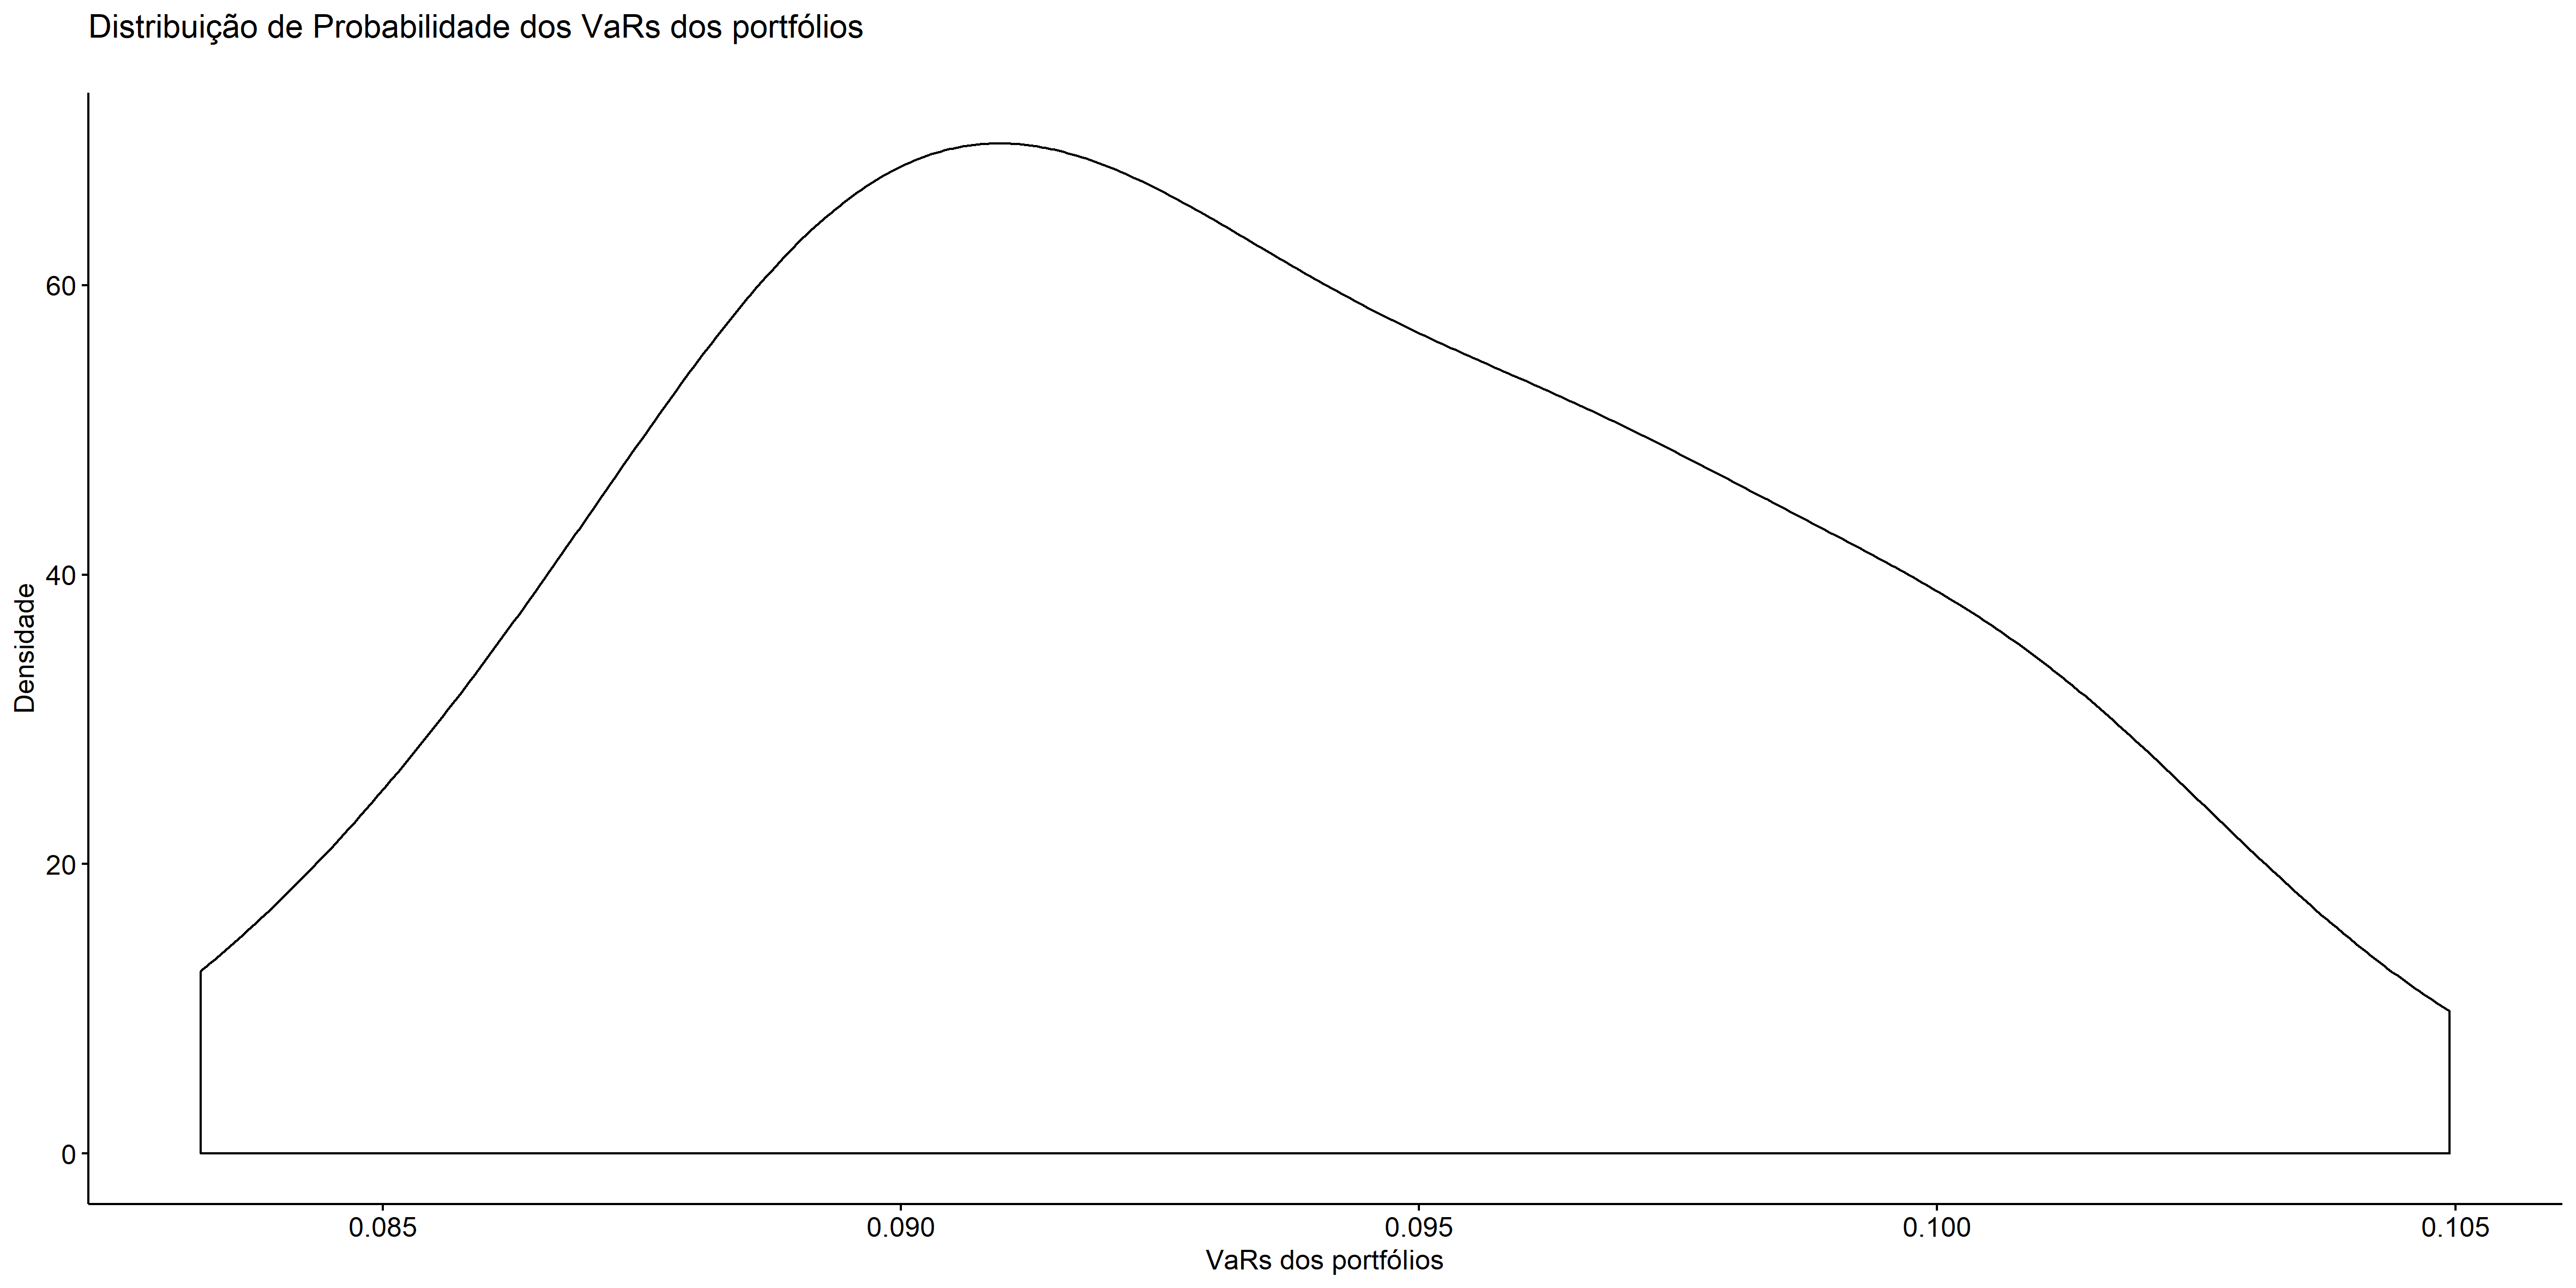 Distribuição de Probabilidade dos VaRs dos portfólios
60
40
20
0
Densidade
0.085 0.090 0.095 0.100 0.105
VaRs dos portfólios